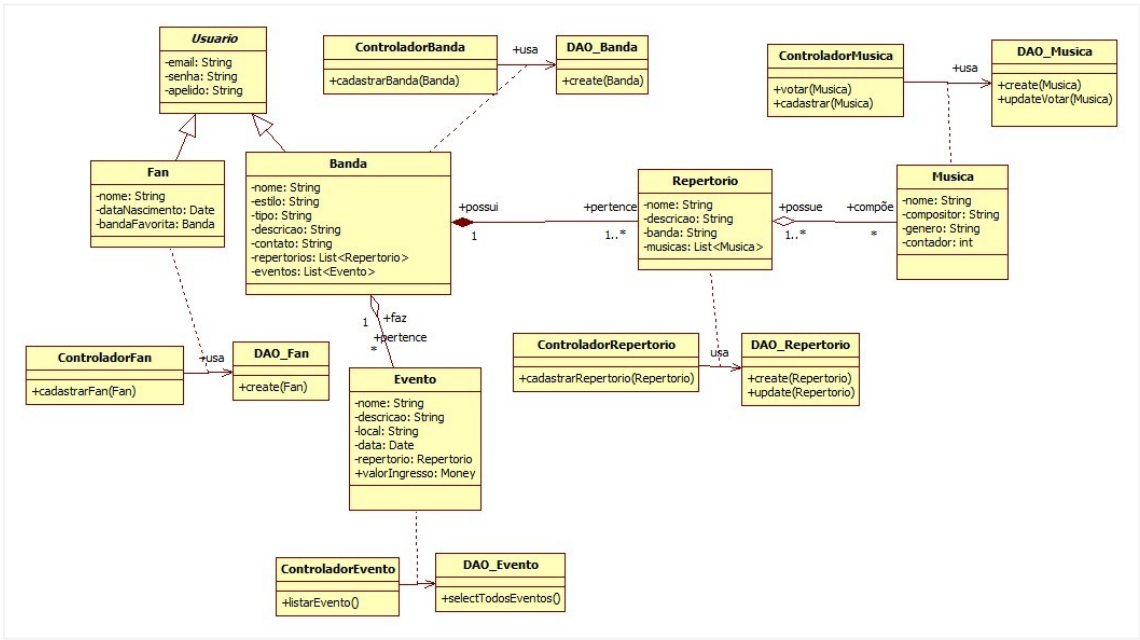 Usuario
-email: String
-senha: String
-apelido: String
ControladorBanda
+cadastrarBanda(Banda)
+usa
DAO_Banda
+create(Banda)
ControladorMusica
+votar(Musica)
+cadastrar(Musica)
+usa
DAO_Musica
+create(Musica)
+updateVotar(Musica)
Fan
-nome: String
-dataNascimento: Date
-bandaFavorita: Banda
Banda
-nome: String
-estilo: String
-tipo: String
-descricao: String
-contato: String
-repertorios: List<Repertorio>
-eventos: List<Evento>
+possui
1
+pertence
1..*
Repertorio
-nome: String
-descricao: String
-banda: String
-musicas: List<Musica>
+possue
1..*
+compõe
*
Musica
-nome: String
-compositor: String
-genero: String
-contador: int
1
+faz
+pertence
*
ControladorFan
+cadastrarFan(Fan)
+usa
DAO_Fan
+create(Fan)
Evento
-nome: String
-descricao: String
-local: String
-data: Date
-repertorio: Repertorio
+valorIngresso: Money
ControladorRepertorio
+cadastrarRepertorio(Repertorio)
usa
DAO_Repertorio
+create(Repertorio)
+update(Repertorio)
ControladorEvento
+listarEvento()
DAO_Evento
+selectTodosEventos()